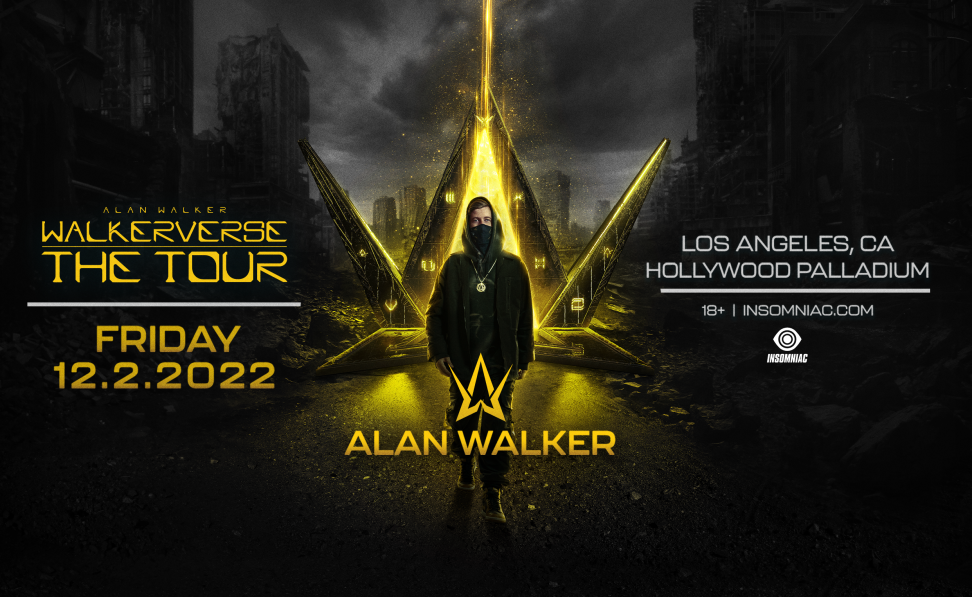 ALAN WALKER
WALKERVERSE
THE TOUR
FRIDAY
12.2.2022
ALAN WALKER
LOS ANGELES, CA
HOLLYWOOD PALLADIUM
18+ | INSOMNIAC.COM
INSOMNIAC